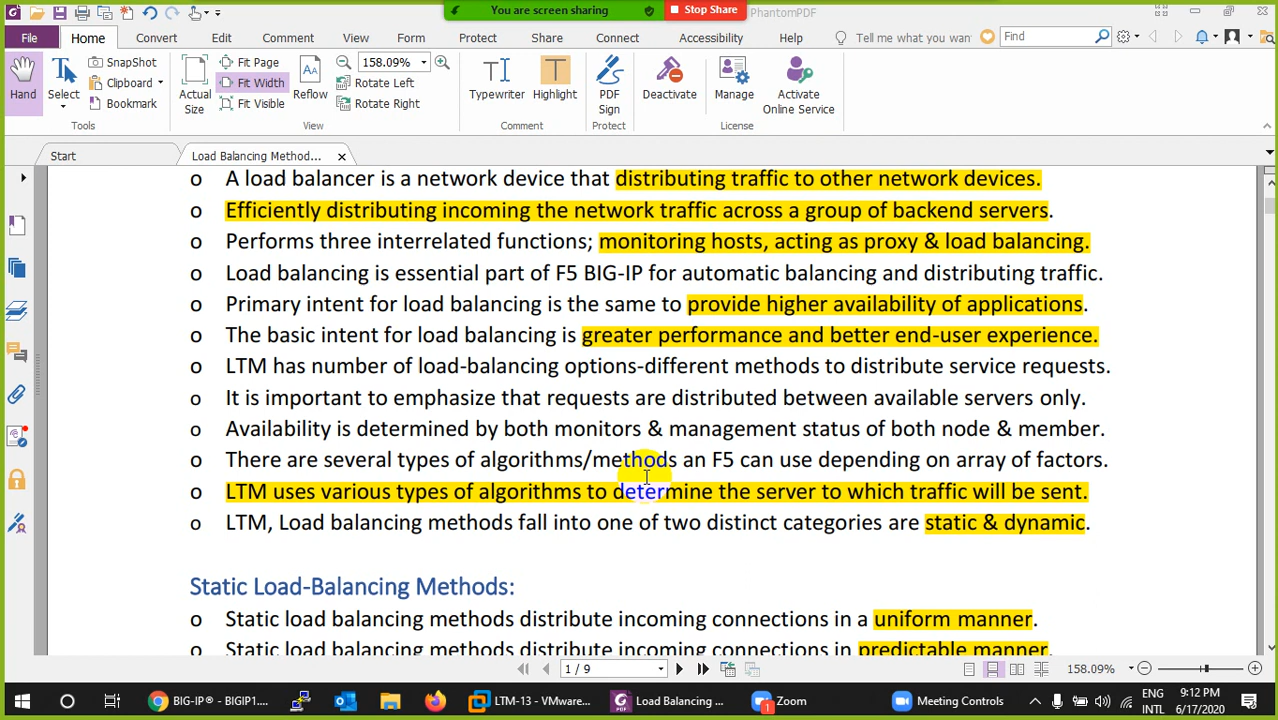 You are screen sharing
Stop Share
PhantomPDF
File Home Convert Edit Comment View Form Protect Share Connect Accessibility Help Tell me what you want Find
Hand
Select
SnapShot
Clipboard
Bookmark
Tools
Actual Size
Fit Page
Fit Width
Fit Visible
Reflow
158.09%
Rotate Left
Rotate Right
View
Typewriter
Highlight
Comment
PDF Sign
Protect
Deactivate
Manage
Activate Online Service
License
Start
Load Balancing Method...
o A load balancer is a network device that distributing traffic to other network devices.
o Efficiently distributing incoming the network traffic across a group of backend servers.
o Performs three interrelated functions; monitoring hosts, acting as proxy & load balancing.
o Load balancing is essential part of F5 BIG-IP for automatic balancing and distributing traffic.
o Primary intent for load balancing is the same to provide higher availability of applications.
o The basic intent for load balancing is greater performance and better end-user experience.
o LTM has number of load-balancing options-different methods to distribute service requests.
o It is important to emphasize that requests are distributed between available servers only.
o Availability is determined by both monitors & management status of both node & member.
o There are several types of algorithms/methods an F5 can use depending on array of factors.
o LTM uses various types of algorithms to determine the server to which traffic will be sent.
o LTM, Load balancing methods fall into one of two distinct categories are static & dynamic.
Static Load-Balancing Methods:
o Static load balancing methods distribute incoming connections in a uniform manner.
o Static load balancing methods distribute incoming connections in a predictable manner.
1 / 9
158.09%
BIG-IP® - BIGIP1....
LTM-13 - VMware...
Load Balancing ...
Zoom
1
Meeting Controls
ENG
INTL
9:12 PM
6/17/2020